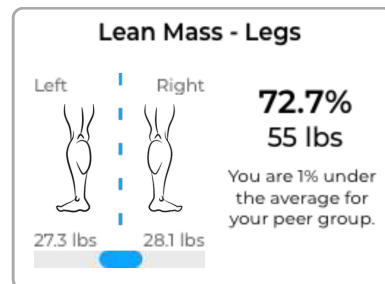 Lean Mass - Legs
Left
Right
27.3 lbs
28.1 lbs
72.7%
55 lbs
You are 1% under
the average for
your peer group.